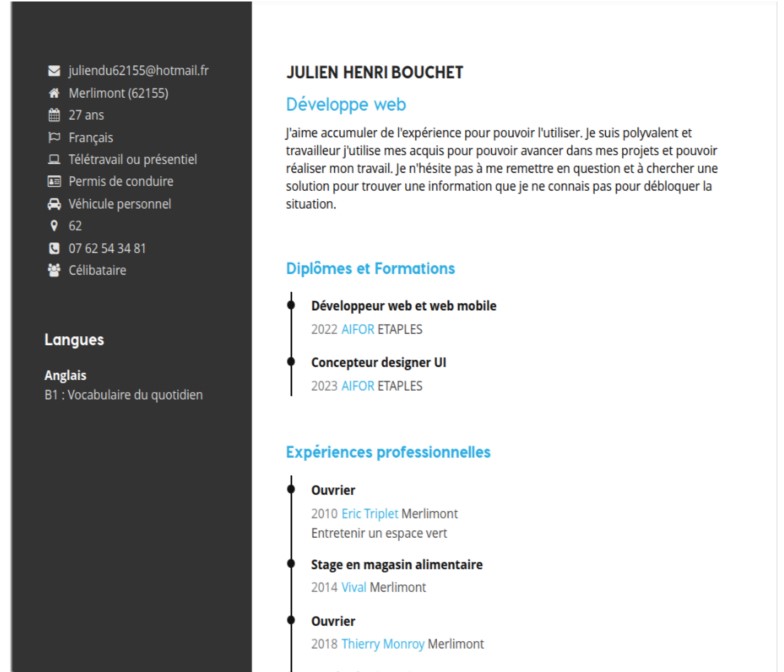 juliendu62155@hotmail.fr
Merlimont (62155)
27 ans
Français
Télétravail ou présentiel
Permis de conduire
Véhicule personnel
62
07 62 54 34 81
Célibataire
Langues
Anglais
B1 : Vocabulaire du quotidien
JULIEN HENRI BOUCHET
Développe web
J'aime accumuler de l'expérience pour pouvoir l'utiliser. Je suis polyvalent et
travailleur j'utilise mes acquis pour pouvoir avancer dans mes projets et pouvoir
réaliser mon travail. Je n'hésite pas à me remettre en question et à chercher une
solution pour trouver une information que je ne connais pas pour débloquer la
situation.
Diplômes et Formations
Développeur web et web mobile
2022 AIFOR ETAPLES
Concepteur designer UI
2023 AIFOR ETAPLES
Expériences professionnelles
Ouvrier
2010 Eric Triplet Merlimont
Entretenir un espace vert
Stage en magasin alimentaire
2014 Vival Merlimont
Ouvrier
2018 Thierry Monroy Merlimont